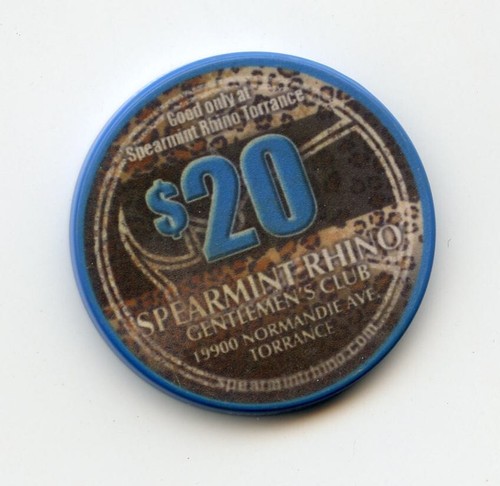 Good only at
Spearmint Rhino Torrance
$20
SPEARMINT RHINO
GENTLEMEN'S CLUB
19900 NORMANDIE AVE.
TORRANCE
spearmintrhino.com